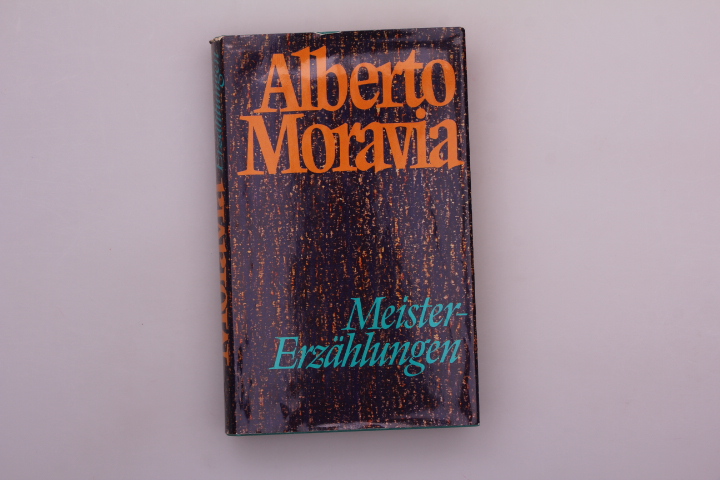 Alberto
Moravia
Meister-
Erzählungen